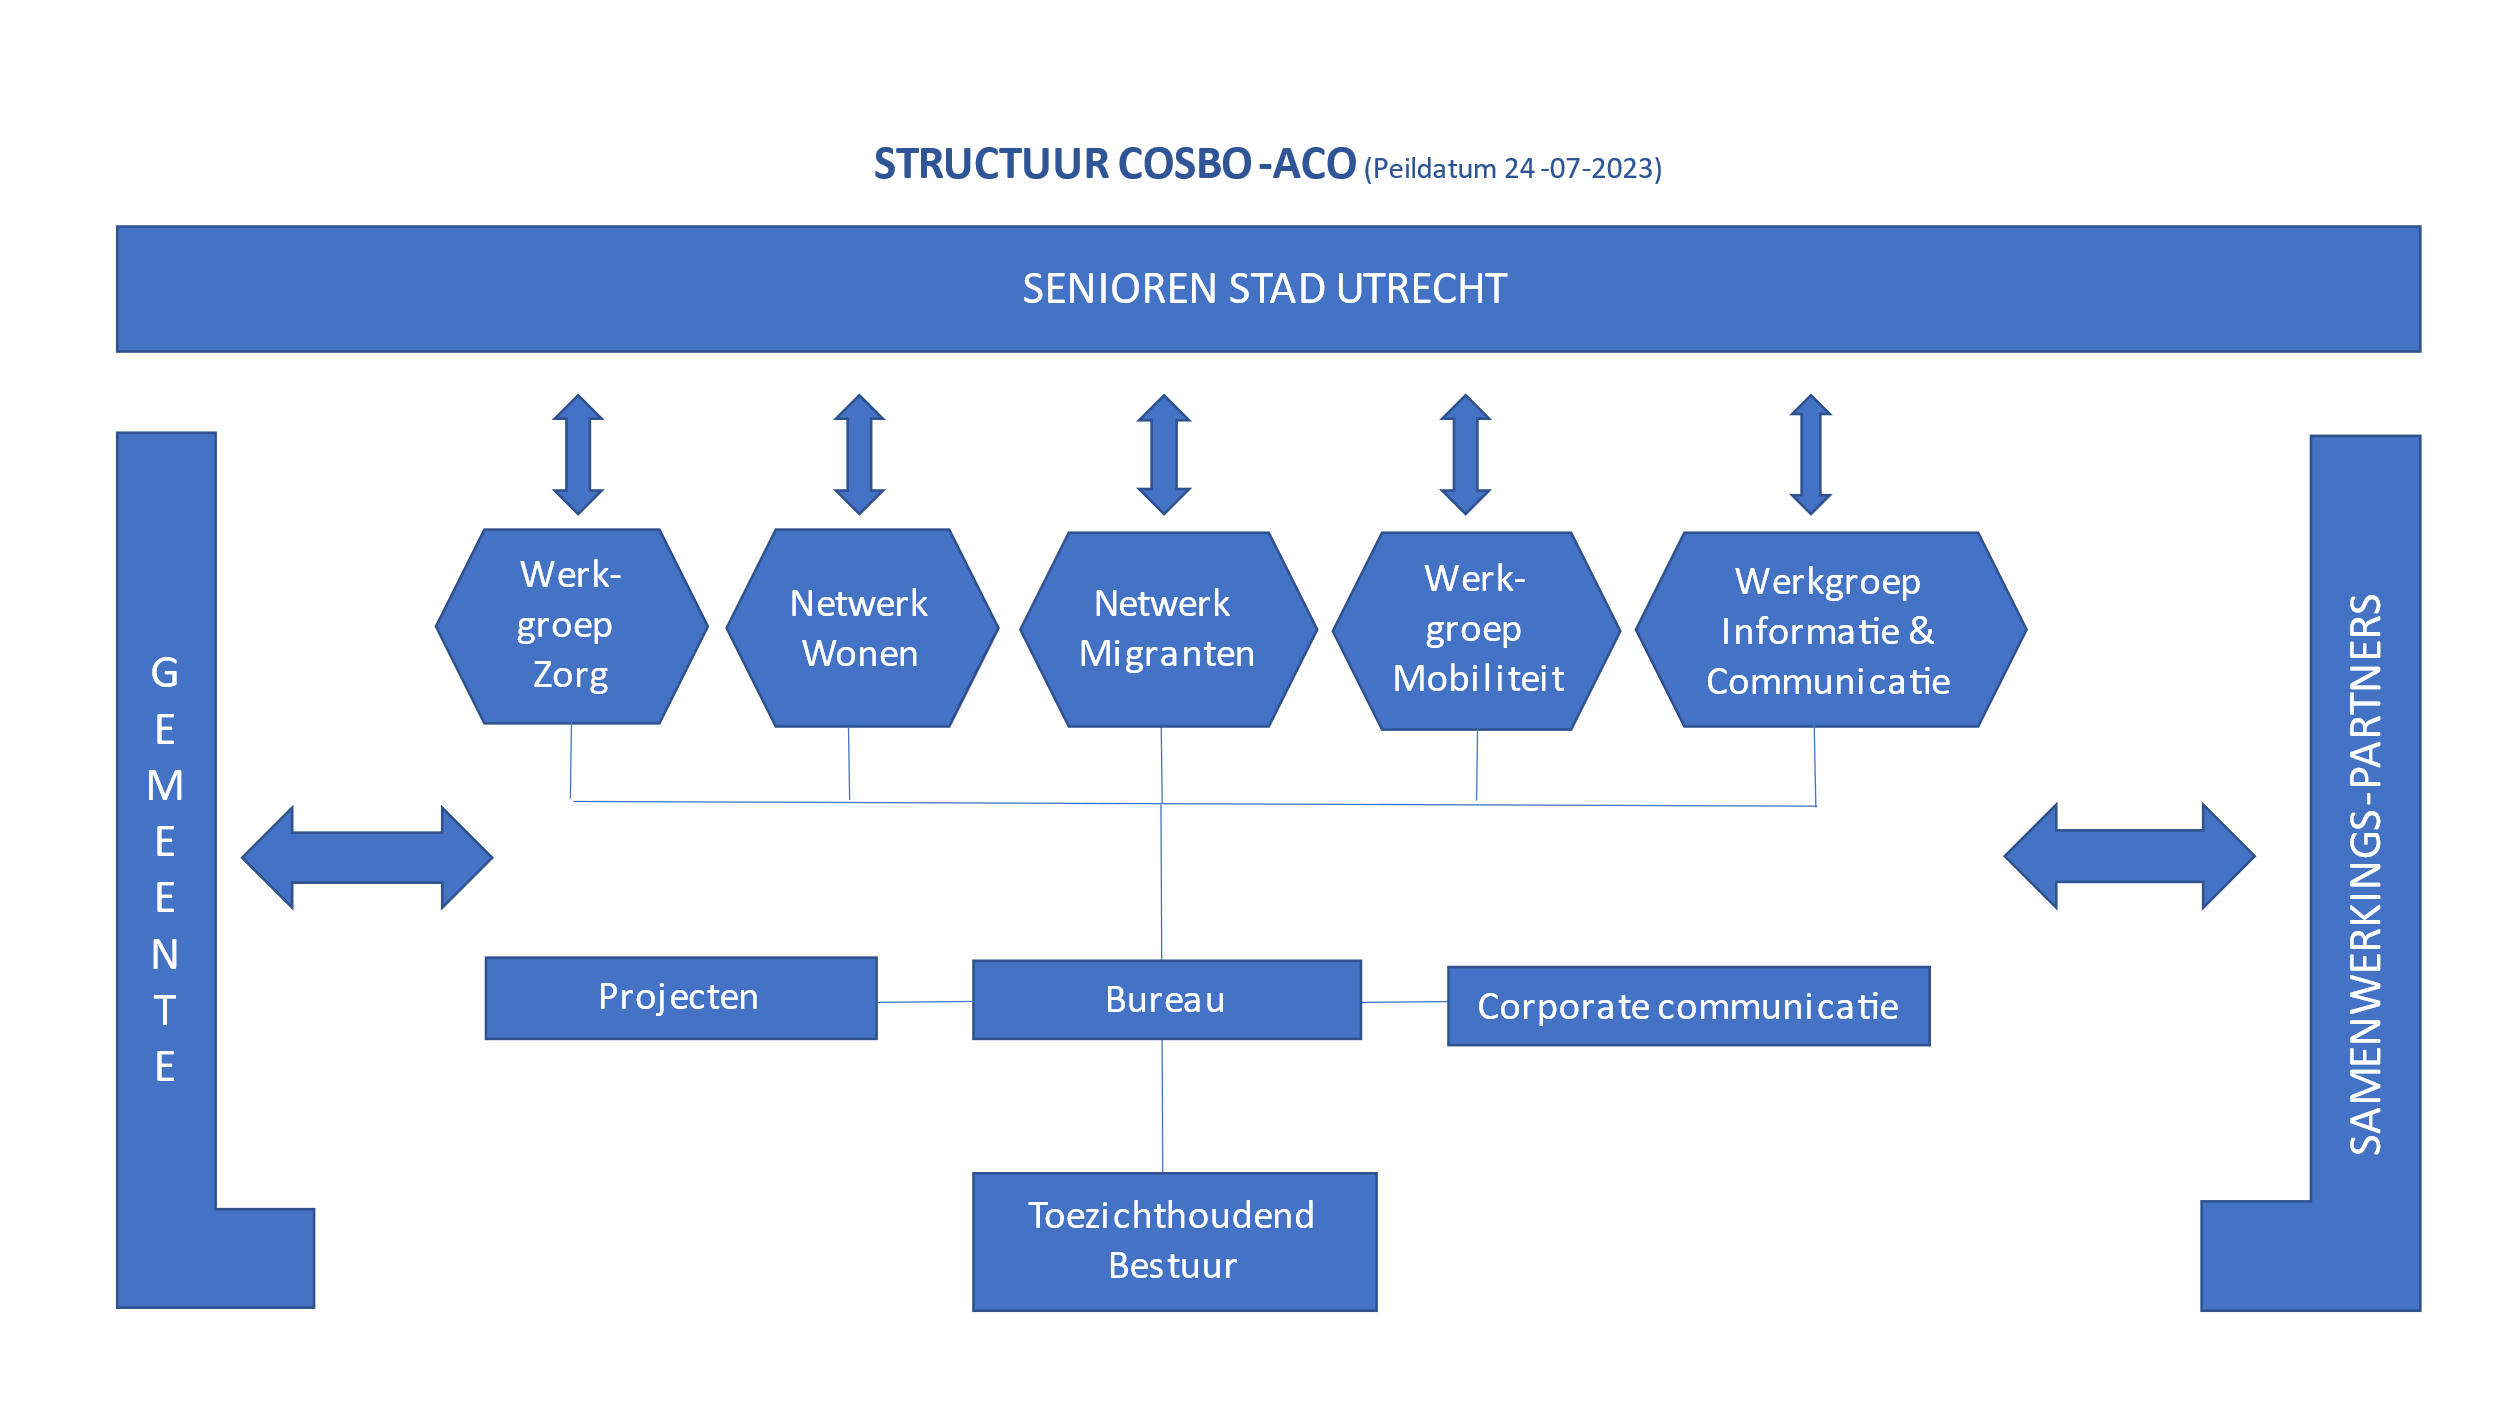 STRUCTUUR COSBO -ACO (Peildatum 24 -07-2023)
SENIOREN STAD UTRECHT
GEMEENTE
Werk-
groep
Zorg
Netwerk
Wonen
Netwerk
Migranten
Werk-
groep
Mobiliteit
Werkgroep
Informatie &
Communicatie
SAMENWERKINGS-PARTNERS
Projecten
Bureau
Corporate communicatie
Toezichthoudend
Bestuur